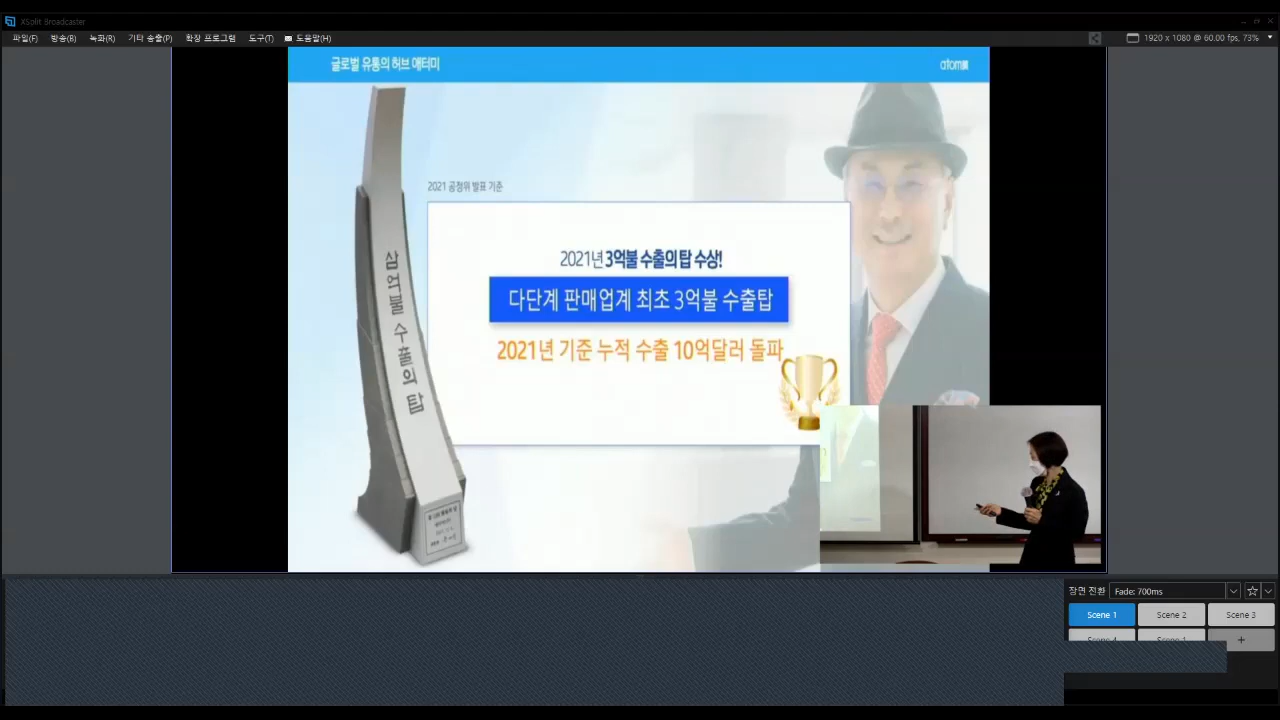 XSplit Broadcaster
파일(F) 방송(B) 녹화(R) 기타 송출(P) 확장 프로그램 도구(T) 도움말(H)
1920 x 1080 @ 60.00 fps, 73%
글로벌 유통의 허브 애터미
atom美
2021 공정위 발표 기준
2021년 3억불 수출의 탑 수상!
다단계 판매업계 최초 3억불 수출탑
2021년 기준 누적 수출 10억달러 돌파
삼억불 수출의 탑
장면 전환 Fade: 700ms
Scene 1 Scene 2 Scene 3
Scene 4 +